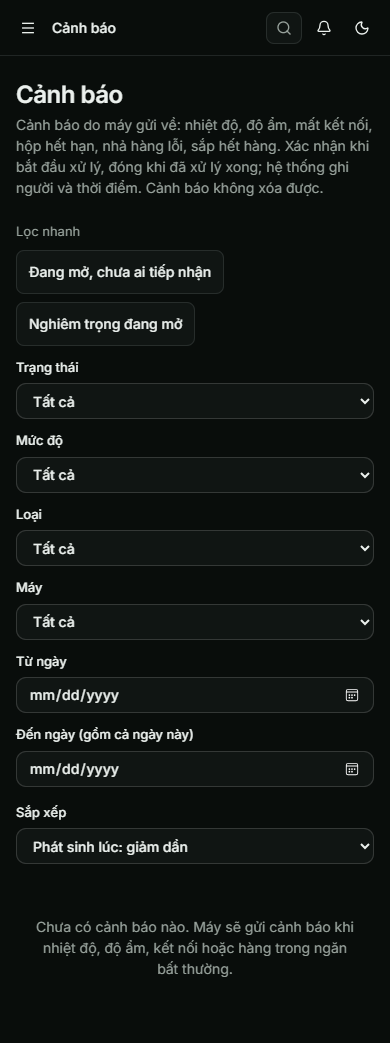 Cảnh báo
Cảnh báo
Cảnh báo do máy gửi về: nhiệt độ, độ ẩm, mất kết nối,
hộp hết hạn, nhả hàng lỗi, sắp hết hàng. Xác nhận khi
bắt đầu xử lý, đóng khi đã xử lý xong; hệ thống ghi
người và thời điểm. Cảnh báo không xóa được.
Lọc nhanh
Đang mở, chưa ai tiếp nhận
Nghiêm trọng đang mở
Trạng thái
Tất cả
Mức độ
Tất cả
Loại
Tất cả
Máy
Tất cả
Từ ngày
mm/dd/yyyy
Đến ngày (gồm cả ngày này)
mm/dd/yyyy
Sắp xếp
Phát sinh lúc: giảm dần
Chưa có cảnh báo nào. Máy sẽ gửi cảnh báo khi
nhiệt độ, độ ẩm, kết nối hoặc hàng trong ngăn
bất thường.